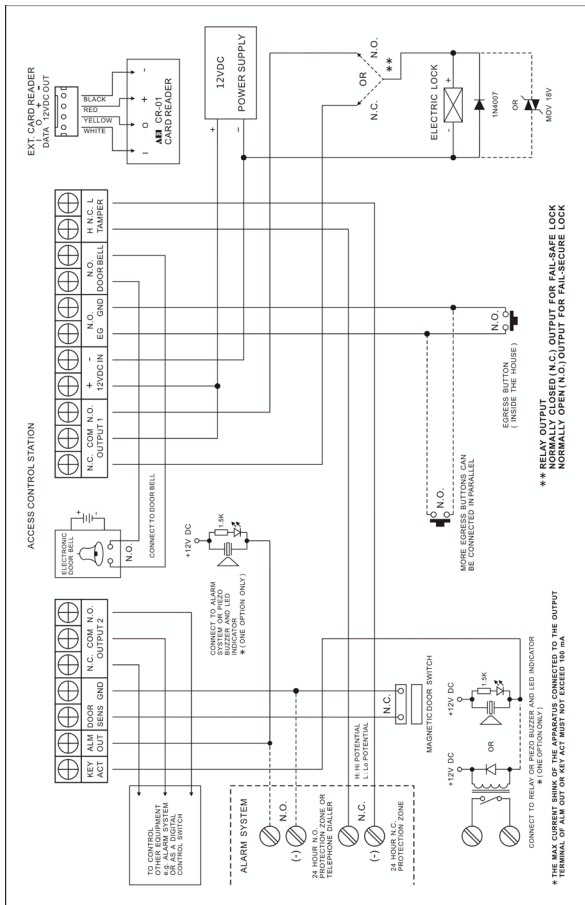 ACCESS CONTROL STATION
KEY ACT
ALM OUT
DOOR SENS
GND
N.C. COM N.O.
OUTPUT 2
N.C. COM N.O.
OUTPUT 1
+ -
12VDC IN
N.O.
EG GND
N.O.
DOOR BELL
H N.C. L
TAMPER
EXT. CARD READER
I O + -
DATA 12VDC OUT
BLACK
RED
YELLOW
WHITE
- + O I
CR-01
CARD READER
12VDC
POWER SUPPLY
+ -
N.O.
OR
N.C.
**
ELECTRIC LOCK
+
-
1N4007
OR
MOV 18V
ELECTRONIC
DOOR BELL
+ -
N.O.
CONNECT TO DOOR BELL
+12V DC
1.5K
CONNECT TO ALARM
SYSTEM OR PIEZO
BUZZER AND LED
INDICATOR
* ( ONE OPTION ONLY )
TO CONTROL
OTHER EQUIPMENT
e.g. ALARM SYSTEM
OR AS A DIGITAL
CONTROL SWITCH
ALARM SYSTEM
N.O.
(-)
24 HOUR N.O.
PROTECTION ZONE OR
TELEPHONE DIALLER
H: Hi POTENTIAL
L: Lo POTENTIAL
N.C.
(-)
24 HOUR N.C.
PROTECTION ZONE
N.C.
MAGNETIC DOOR SWITCH
N.O.
MORE EGRESS BUTTONS CAN
BE CONNECTED IN PARALLEL
N.O.
EGRESS BUTTON
( INSIDE THE HOUSE )
+12V DC
OR
+12V DC
1.5K
CONNECT TO RELAY OR PIEZO BUZZER AND LED INDICATOR
* ( ONE OPTION ONLY )
* THE MAX CURRENT SHINK OF THE APPARATUS CONNECTED TO THE OUTPUT
TERMINAL OF ALM OUT OR KEY ACT MUST NOT EXCEED 100 mA
** RELAY OUTPUT
NORMALLY CLOSED ( N.C. ) OUTPUT FOR FAIL-SAFE LOCK
NORMALLY OPEN ( N.O. ) OUTPUT FOR FAIL-SECURE LOCK